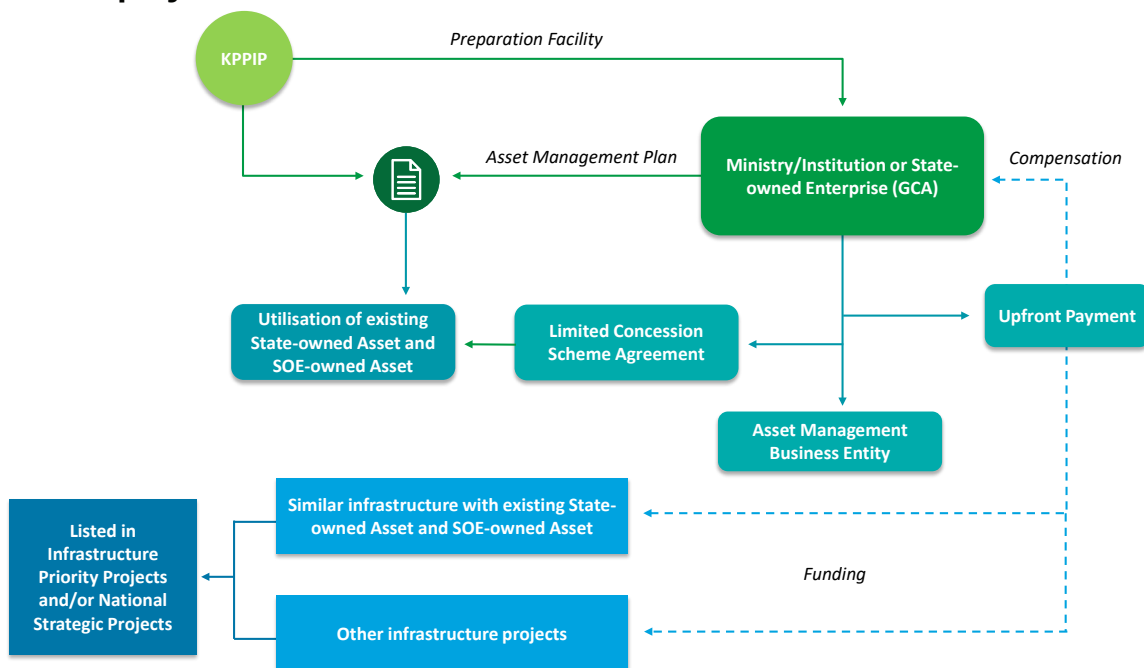 Preparation Facility
KPPIP
Asset Management Plan
Ministry/Institution or State-
owned Enterprise (GCA)
Compensation
Utilisation of existing
State-owned Asset and
SOE-owned Asset
Limited Concession
Scheme Agreement
Upfront Payment
Asset Management
Business Entity
Similar infrastructure with existing State-
owned Asset and SOE-owned Asset
Listed in
Infrastructure
Priority Projects
and/or National
Strategic Projects
Funding
Other infrastructure projects